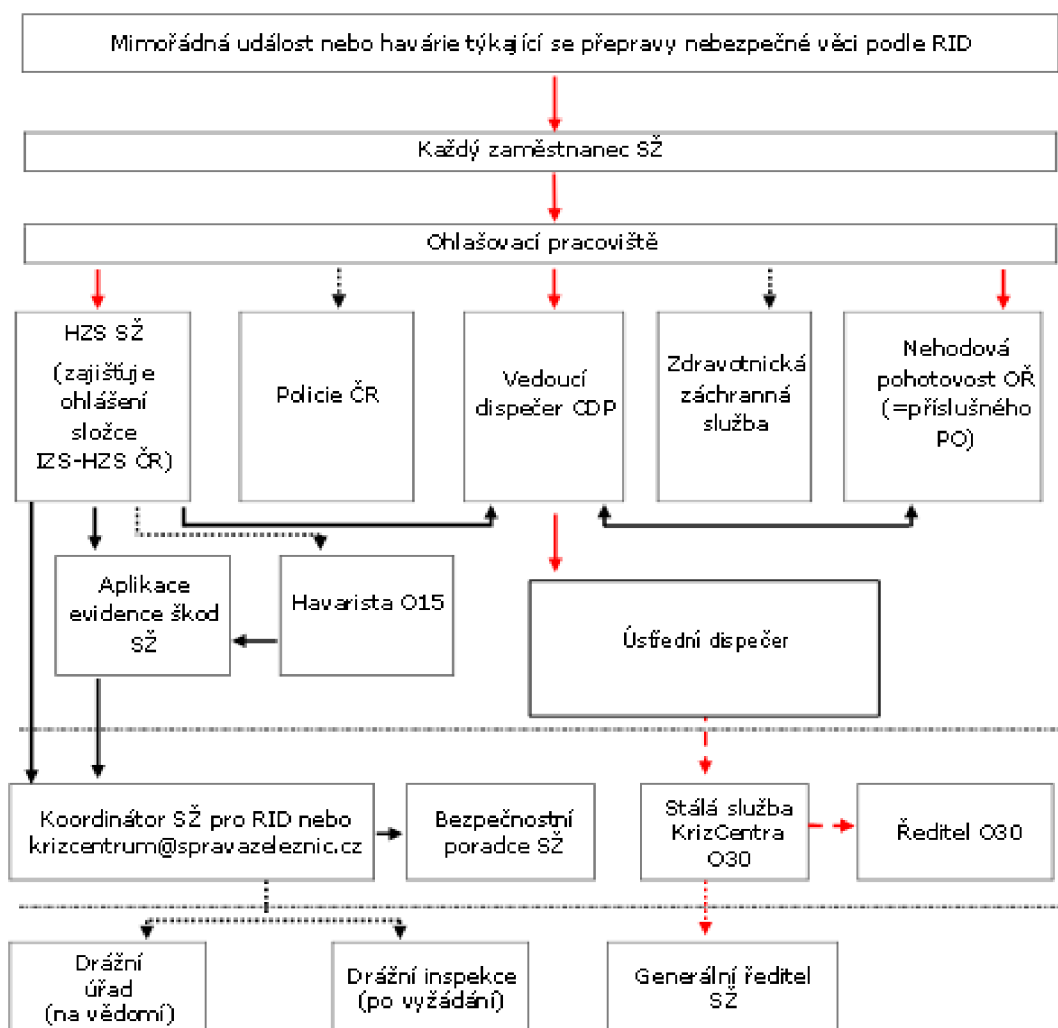 Mimořádná událost nebo havárie týkající se přepravy nebezpečné věci podle RID
Každý zaměstnanec SŽ
Ohlašovací pracoviště
HZS SŽ
(zajišťuje
ohlášení
složce
IZS-HZS ČR)
Policie ČR
Vedoucí
dispečer CDP
Zdravotnická
záchranná
služba
Nehodová
pohotovost OŘ
(=příslušného
PO)
Aplikace
evidence škod
SŽ
Havarista O15
Ústřední dispečer
Koordinátor SŽ pro RID nebo
krizcentrum@spravazeleznic.cz
Bezpečnostní
poradce SŽ
Stálá služba
KrizCentra
O30
Ředitel O30
Drážní
úřad
(na vědomí)
Drážní inspekce
(po vyžádání)
Generální ředitel
SŽ